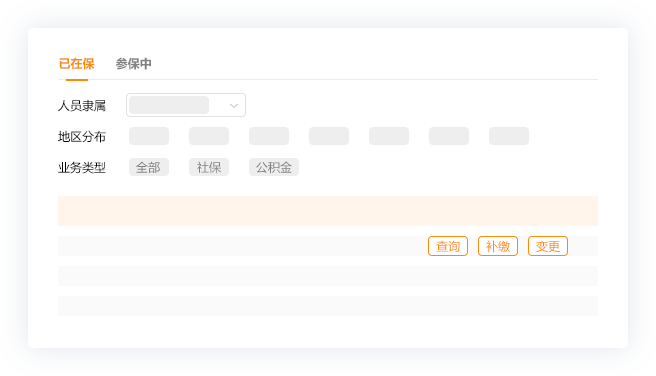 已在保 参保中
人员隶属
地区分布
业务类型 全部 社保 公积金
查询 补缴 变更